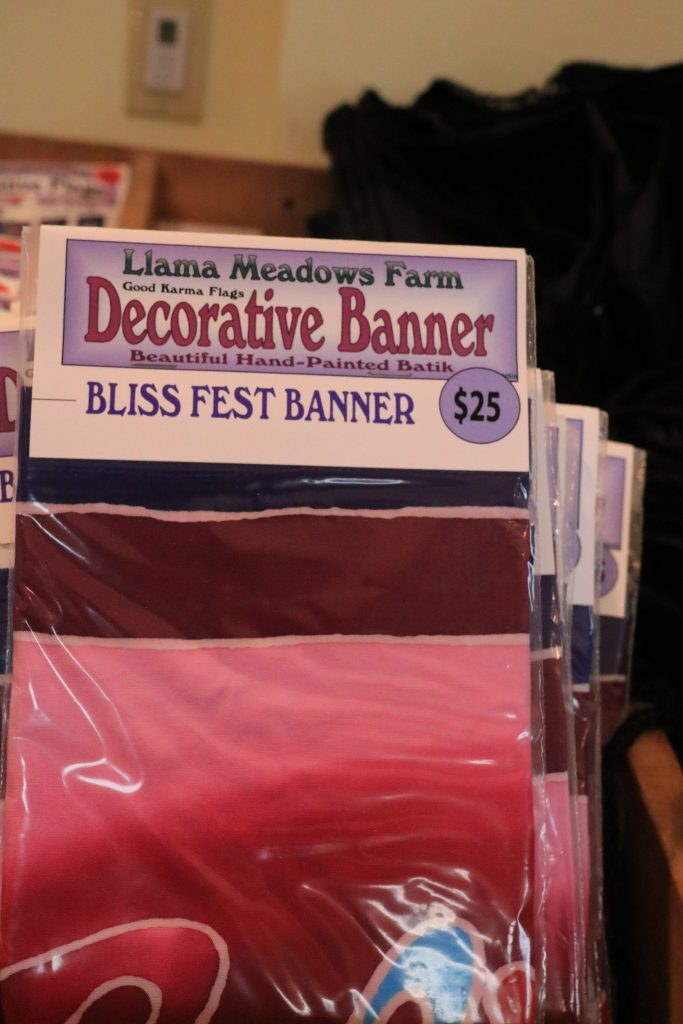 Llama Meadows Farm
Good Karma Flags
Decorative Banner
Beautiful Hand-Painted Batik
BLISS FEST BANNER
$25